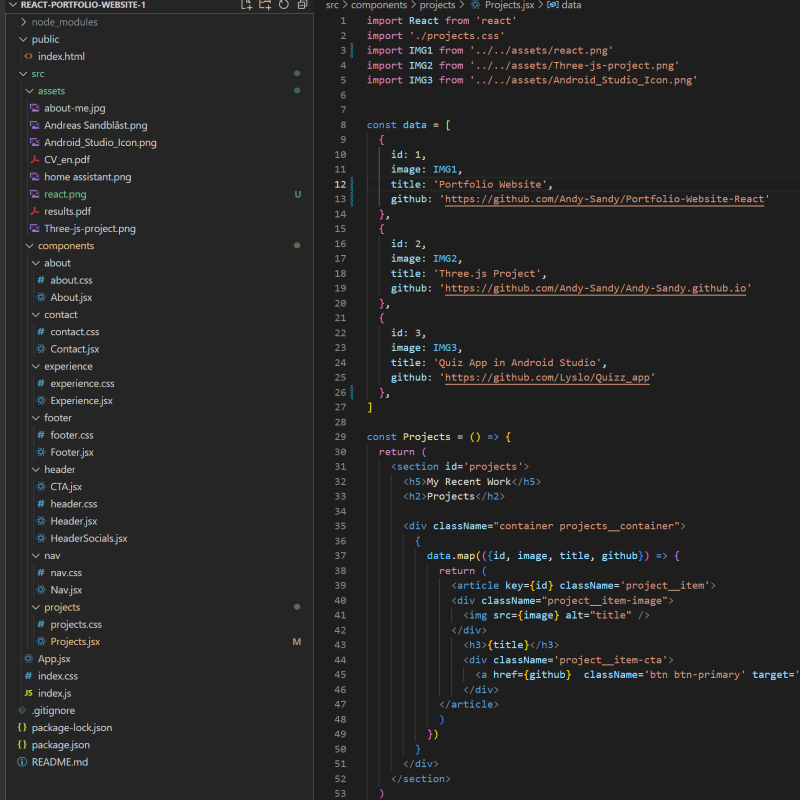 REACT-PORTFOLIO-WEBSITE-1
node_modules
public
index.html
src
assets
about-me.jpg
Andreas Sandblåst.png
Android_Studio_Icon.png
CV_en.pdf
home assistant.png
react.png U
results.pdf
Three-js-project.png
components
about
# about.css
About.jsx
contact
# contact.css
Contact.jsx
experience
# experience.css
Experience.jsx
footer
# footer.css
Footer.jsx
header
CTA.jsx
# header.css
Header.jsx
HeaderSocials.jsx
nav
# nav.css
Nav.jsx
projects
# projects.css
Projects.jsx M
App.jsx
# index.css
JS index.js
.gitignore
{} package-lock.json
{} package.json
README.md
src > components > projects > Projects.jsx > data
1 import React from 'react'
2 import './projects.css'
3 import IMG1 from '../../assets/react.png'
4 import IMG2 from '../../assets/Three-js-project.png'
5 import IMG3 from '../../assets/Android_Studio_Icon.png'
6
7
8 const data = [
9 {
10 id: 1,
11 image: IMG1,
12 title: 'Portfolio Website',
13 github: 'https://github.com/Andy-Sandy/Portfolio-Website-React'
14 },
15 {
16 id: 2,
17 image: IMG2,
18 title: 'Three.js Project',
19 github: 'https://github.com/Andy-Sandy/Andy-Sandy.github.io'
20 },
21 {
22 id: 3,
23 image: IMG3,
24 title: 'Quiz App in Android Studio',
25 github: 'https://github.com/Lyslo/Quizz_app'
26 },
27 ]
28
29 const Projects = () => {
30 return (
31 <section id='projects'>
32 <h5>My Recent Work</h5>
33 <h2>Projects</h2>
34
35 <div className="container projects__container">
36 {
37 data.map(({id, image, title, github}) => {
38 return (
39 <article key={id} className='project__item'>
40 <div className="project__item-image">
41 <img src={image} alt="title" />
42 </div>
43 <h3>{title}</h3>
44 <div className='project__item-cta'>
45 <a href={github} className='btn btn-primary' target='
46 </div>
47 </article>
48 )
49 })
50 }
51 </div>
52 </section>
53 )